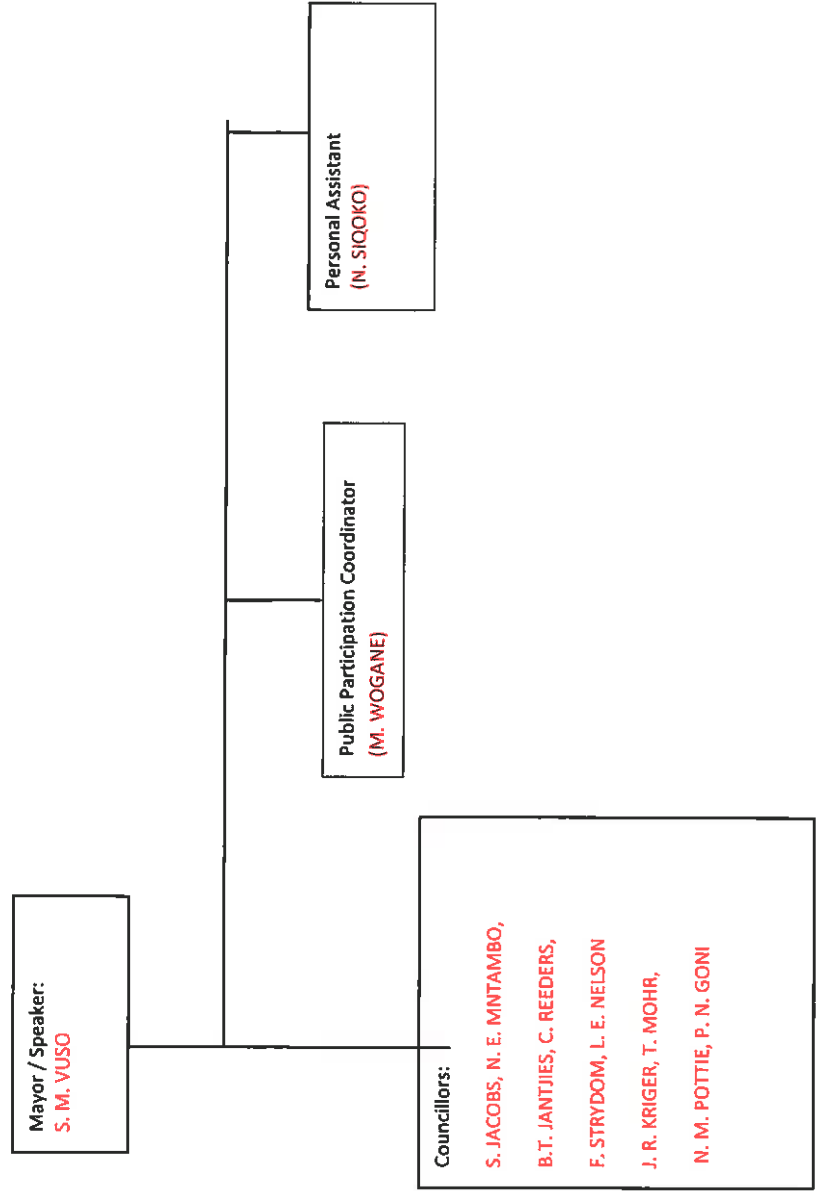 Mayor / Speaker:
S. M. VUSO
Councillors:
S. JACOBS, N. E. MNTAMBO,
B.T. JANTJIES, C. REEDERS,
F. STRYDOM, L. E. NELSON
J. R. KRIGER, T. MOHR,
N. M. POTTIE, P. N. GONI
Public Participation Coordinator
(M. WOGANE)
Personal Assistant
(N. SIQOKO)